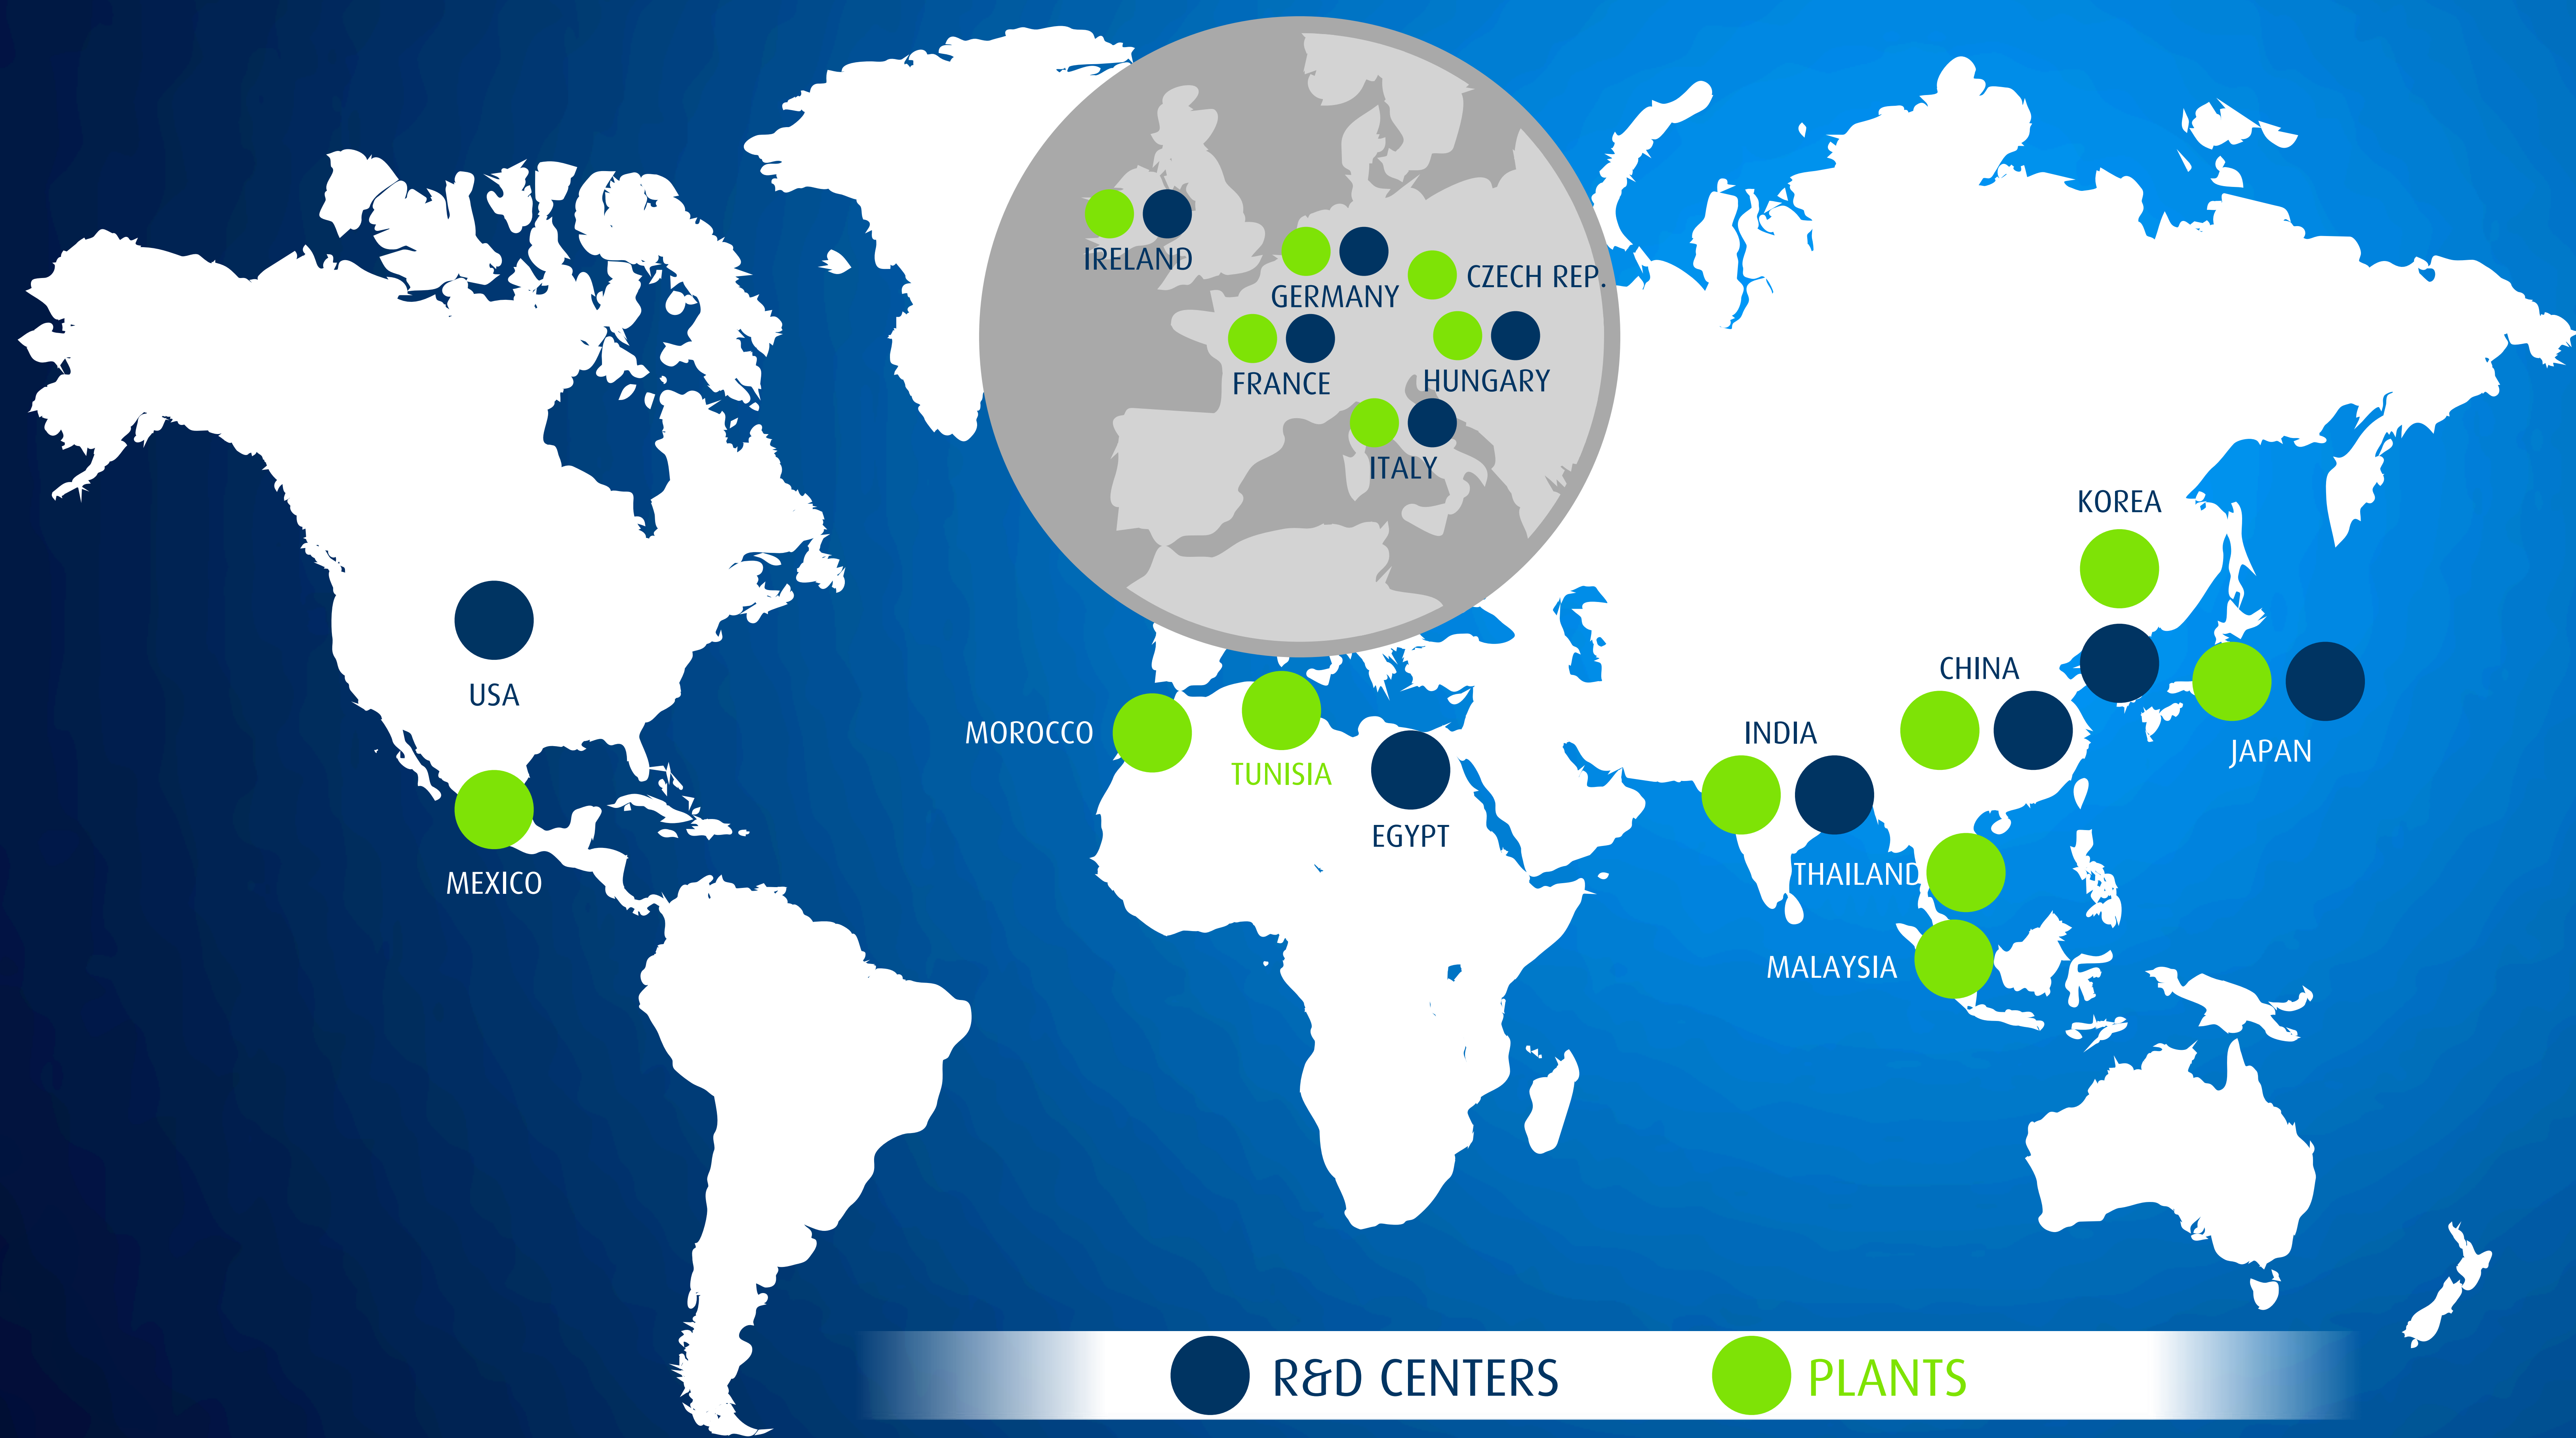 IRELAND
GERMANY
CZECH REP.
FRANCE
HUNGARY
ITALY
KOREA
USA
CHINA
MOROCCO
INDIA
JAPAN
TUNISIA
EGYPT
THAILAND
MEXICO
MALAYSIA
R&D CENTERS
PLANTS